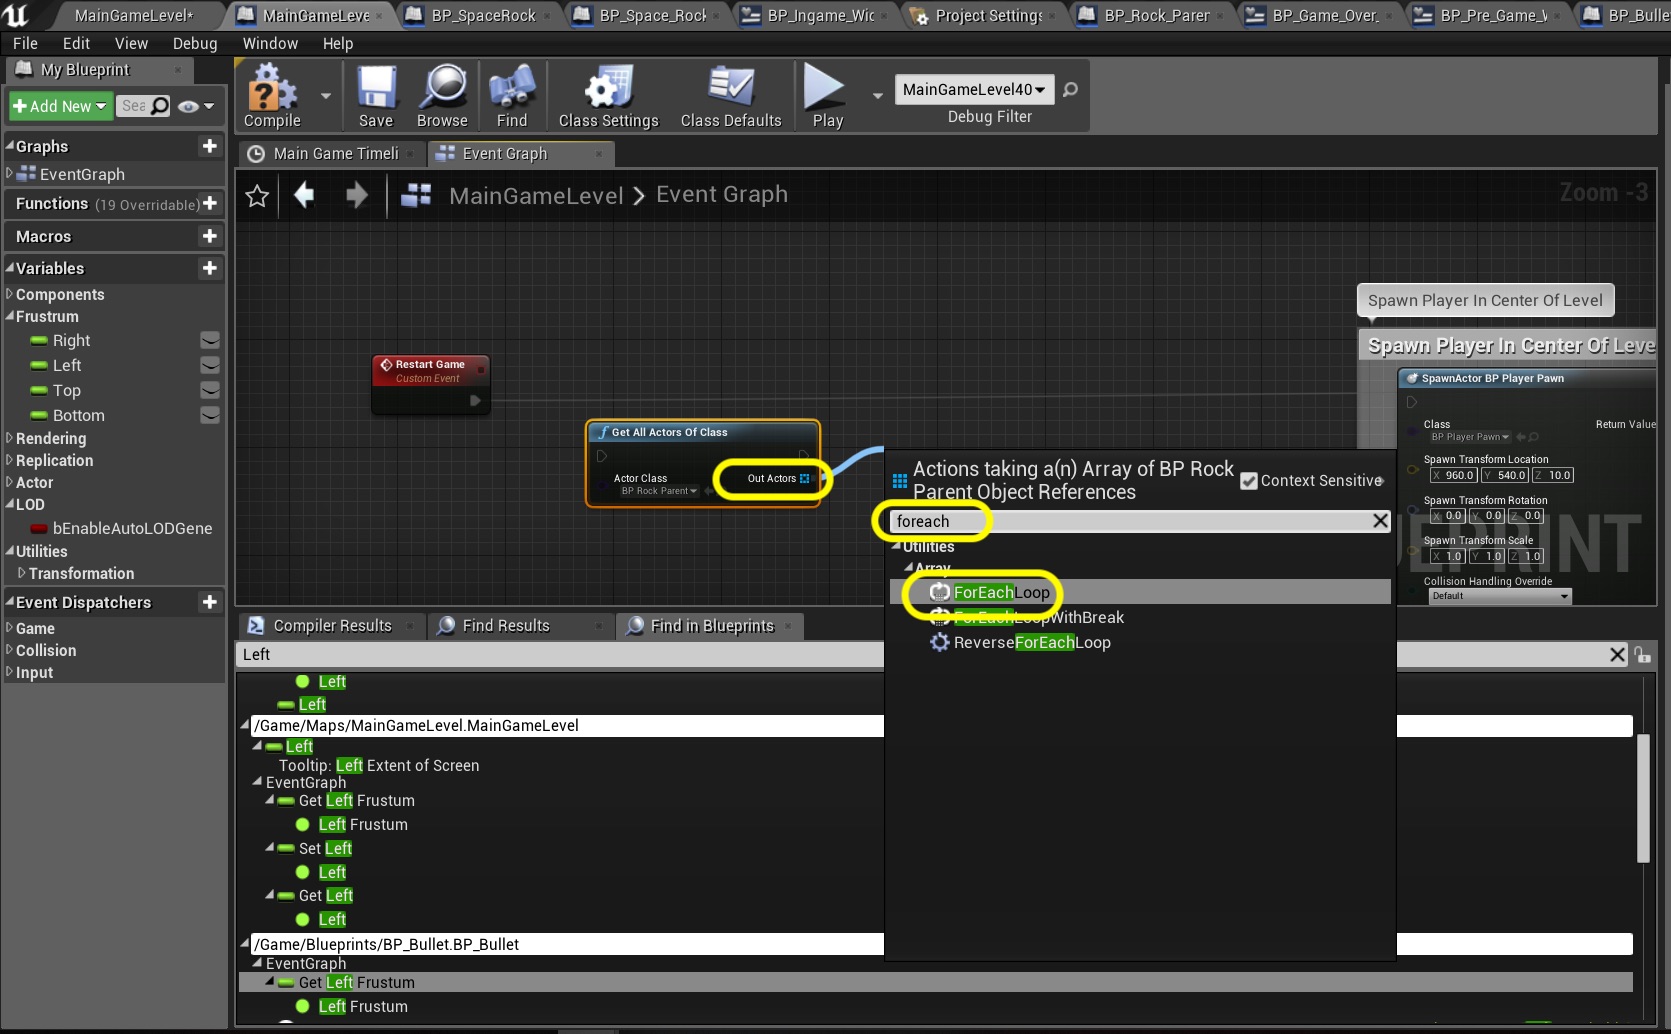 MainGameLevel*
MainGameLeve
BP_SpaceRock
BP_Space_Rock
BP_Ingame_Wic
Project Settings
BP_Rock_Parer
BP_Game_Over_
BP_Pre_Game_V
BP_Bulle
File Edit View Debug Window Help
My Blueprint
Add New
Sea
Compile
Save
Browse
Find
Class Settings
Class Defaults
Play
MainGameLevel40
Debug Filter
Graphs
EventGraph
Functions (19 Overridable)
Macros
Variables
Components
Frustrum
Right
Left
Top
Bottom
Rendering
Replication
Actor
LOD
bEnableAutoLODGene
Utilities
Transformation
Event Dispatchers
Game
Collision
Input
Main Game Timeli
Event Graph
MainGameLevel > Event Graph
Zoom -3
Restart Game
Custom Event
Get All Actors Of Class
Actor Class
BP Rock Parent
Out Actors
Spawn Player In Center Of Level
Spawn Player In Center Of Leve
SpawnActor BP Player Pawn
Class
Return Value
BP Player Pawn
Spawn Transform Location
X 960.0 Y 540.0 Z 10.0
Spawn Transform Rotation
X 0.0 Y 0.0 Z 0.0
Spawn Transform Scale
X 1.0 Y 1.0 Z 1.0
Collision Handling Override
Default
EPRINT
Actions taking a(n) Array of BP Rock
Parent Object References
Context Sensitive
foreach
Utilities
Array
ForEachLoop
ForEachLoopWithBreak
ReverseForEachLoop
Compiler Results
Find Results
Find in Blueprints
Left
Left
Left
/Game/Maps/MainGameLevel.MainGameLevel
Left
Tooltip: Left Extent of Screen
EventGraph
Get Left Frustum
Left Frustum
Set Left
Left
Get Left
Left
/Game/Blueprints/BP_Bullet.BP_Bullet
EventGraph
Get Left Frustum
Left Frustum